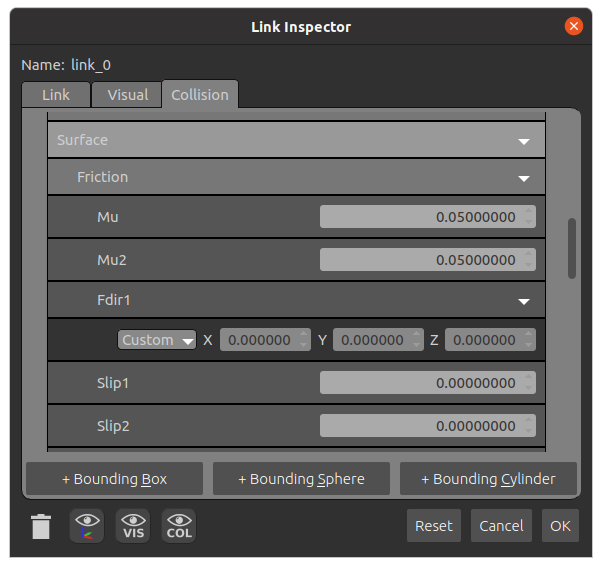 Link Inspector
Name: link_0
Link Visual Collision
Surface
Friction
Mu 0.05000000
Mu2 0.05000000
Fdir1
Custom X 0.000000 Y 0.000000 Z 0.000000
Slip1 0.00000000
Slip2 0.00000000
+ Bounding Box + Bounding Sphere + Bounding Cylinder
VIS COL Reset Cancel OK